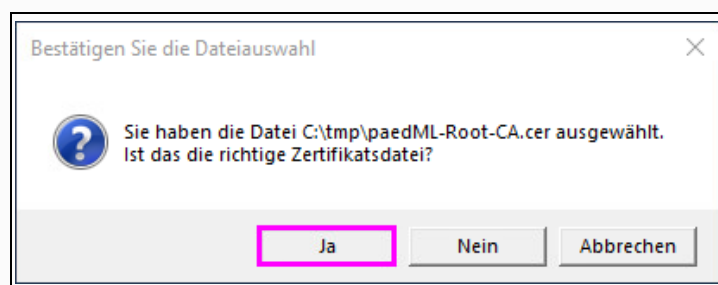 Bestätigen Sie die Dateiauswahl
Sie haben die Datei C:\tmp\paedML-Root-CA.cer ausgewählt.
Ist das die richtige Zertifikatsdatei?
Ja
Nein
Abbrechen